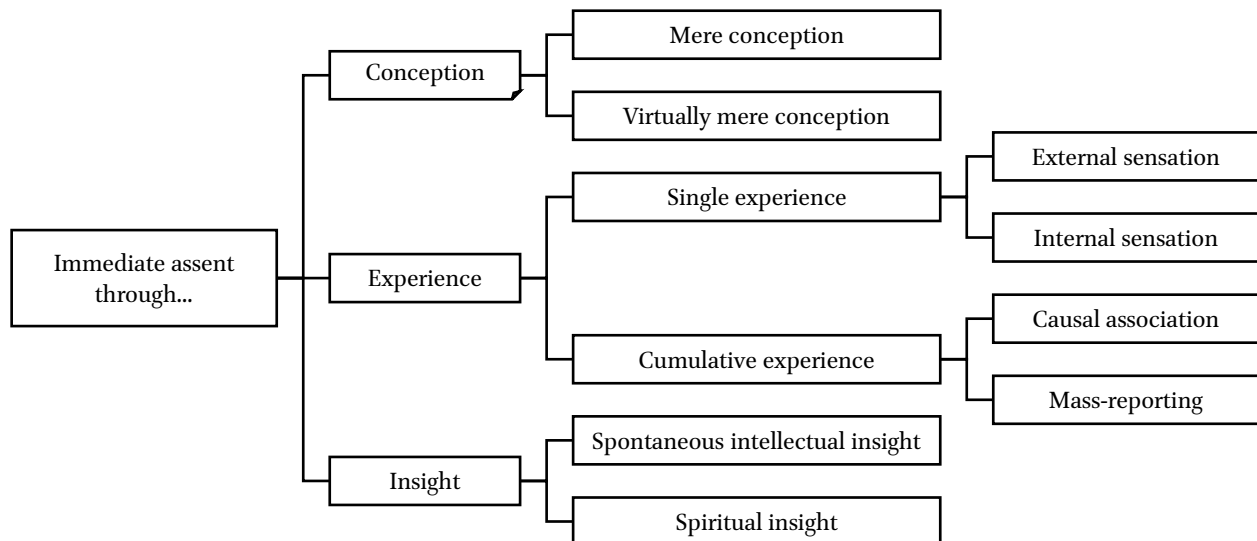 Mere conception
Conception
Virtually mere conception
External sensation
Single experience
Internal sensation
Immediate assent
through...
Experience
Causal association
Cumulative experience
Mass-reporting
Spontaneous intellectual insight
Insight
Spiritual insight